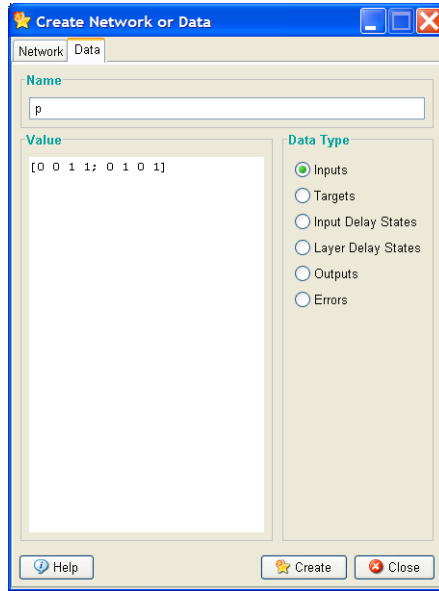 Create Network or Data
Network Data
Name
p
Value
[0 0 1 1; 0 1 0 1]
Data Type
Inputs
Targets
Input Delay States
Layer Delay States
Outputs
Errors
Help
Create
Close